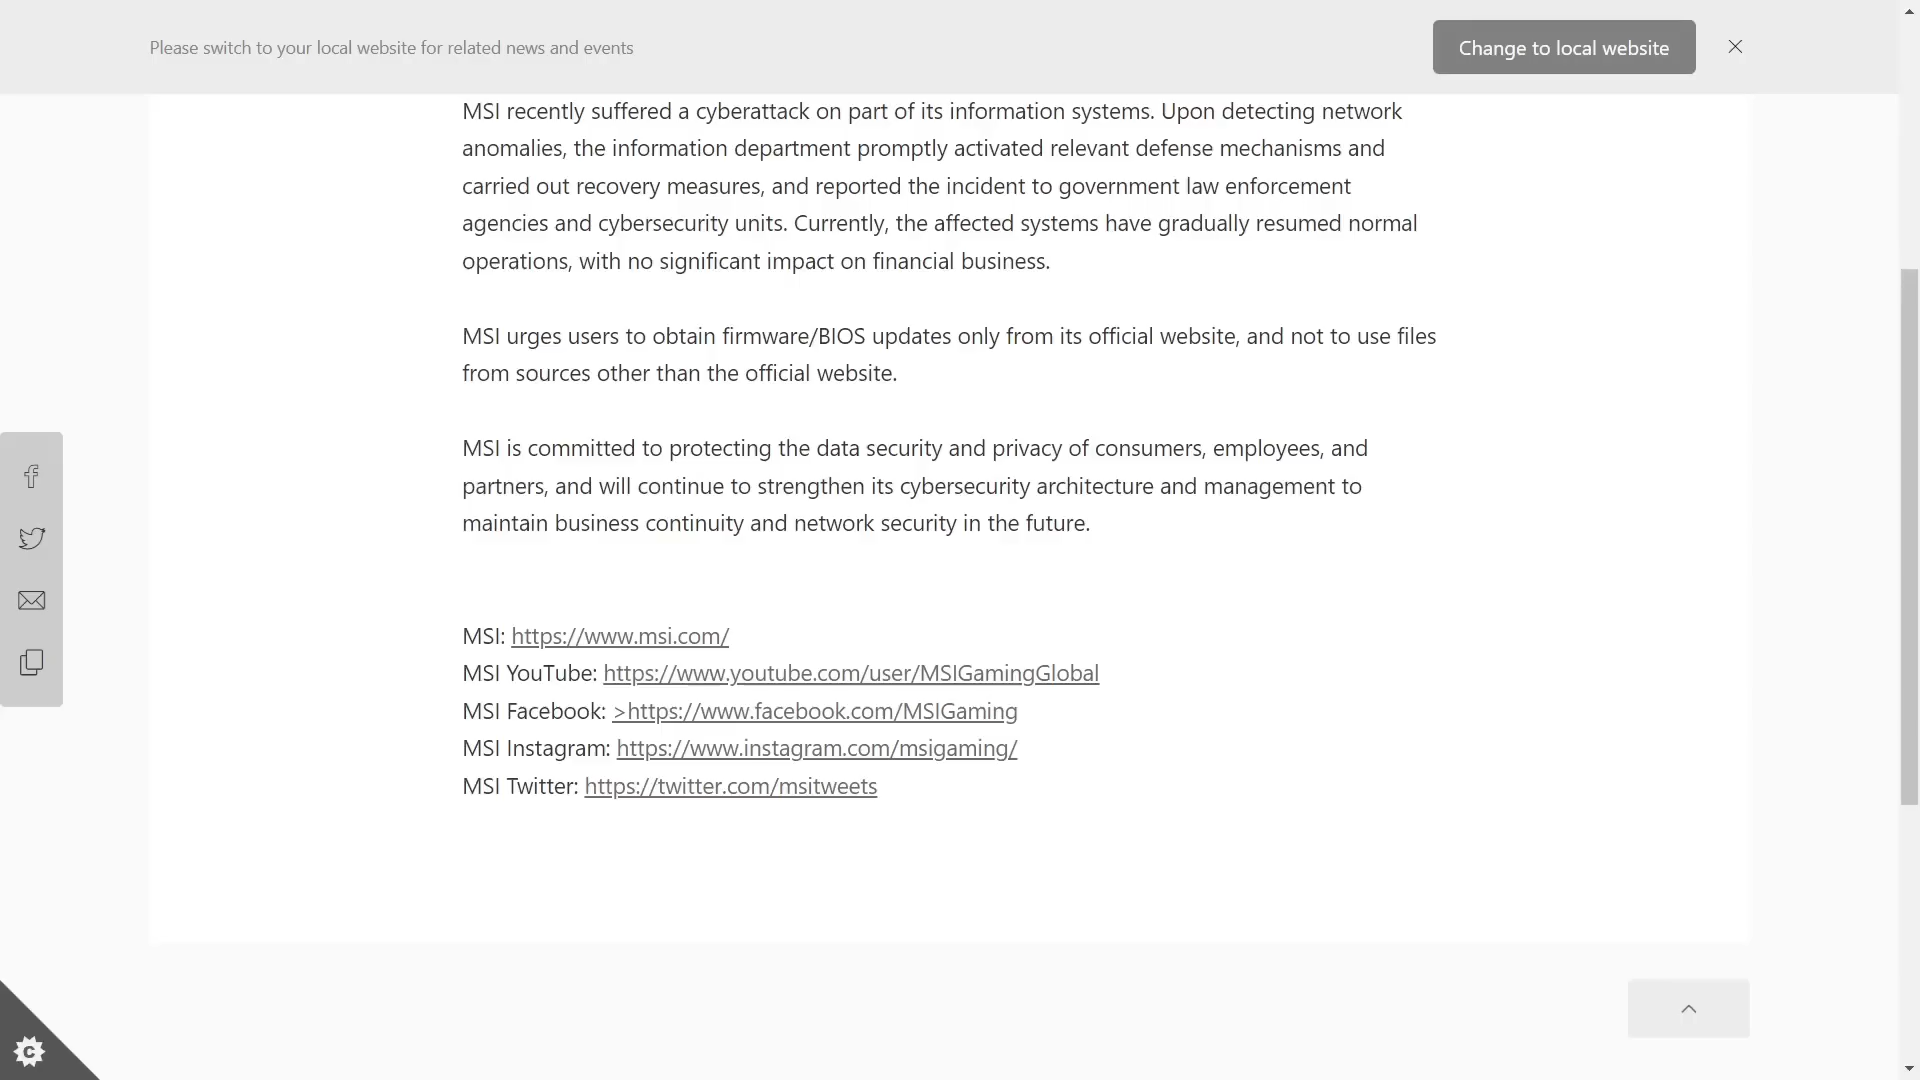 Please switch to your local website for related news and events
Change to local website
MSI recently suffered a cyberattack on part of its information systems. Upon detecting network
anomalies, the information department promptly activated relevant defense mechanisms and
carried out recovery measures, and reported the incident to government law enforcement
agencies and cybersecurity units. Currently, the affected systems have gradually resumed normal
operations, with no significant impact on financial business.
MSI urges users to obtain firmware/BIOS updates only from its official website, and not to use files
from sources other than the official website.
MSI is committed to protecting the data security and privacy of consumers, employees, and
partners, and will continue to strengthen its cybersecurity architecture and management to
maintain business continuity and network security in the future.
MSI: https://www.msi.com/
MSI YouTube: https://www.youtube.com/user/MSIGamingGlobal
MSI Facebook: >https://www.facebook.com/MSIGaming
MSI Instagram: https://www.instagram.com/msigaming/
MSI Twitter: https://twitter.com/msitweets
C